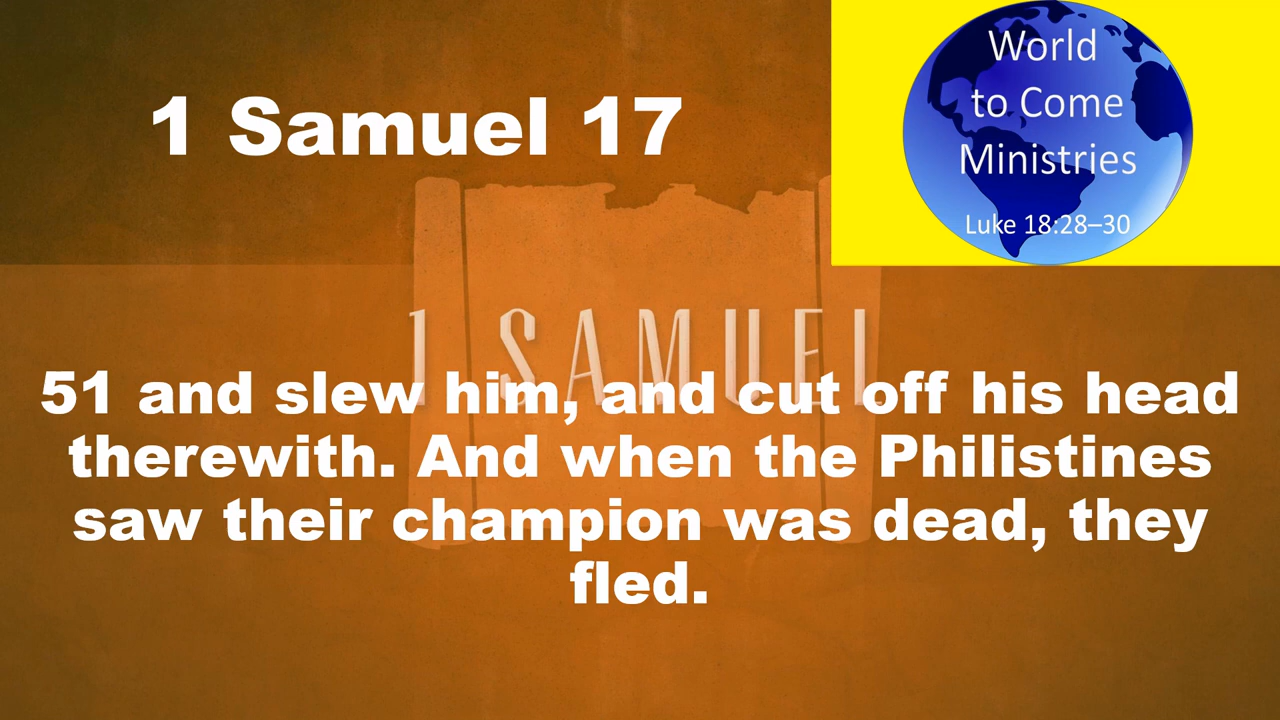 1 Samuel 17
World
to Come
Ministries
Luke 18:28–30
1 SAMUEL
51 and slew him, and cut off his head
therewith. And when the Philistines
saw their champion was dead, they
fled.